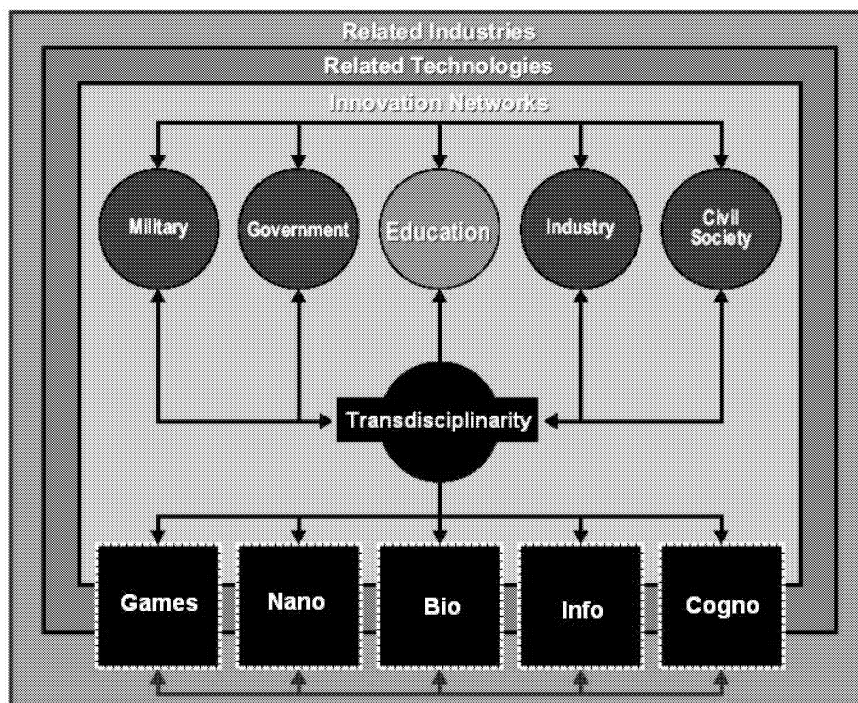 Related Industries
Related Technologies
Innovation Networks
Military
Government
Education
Industry
Civil
Society
Transdisciplinarity
Games
Nano
Bio
Info
Cogno